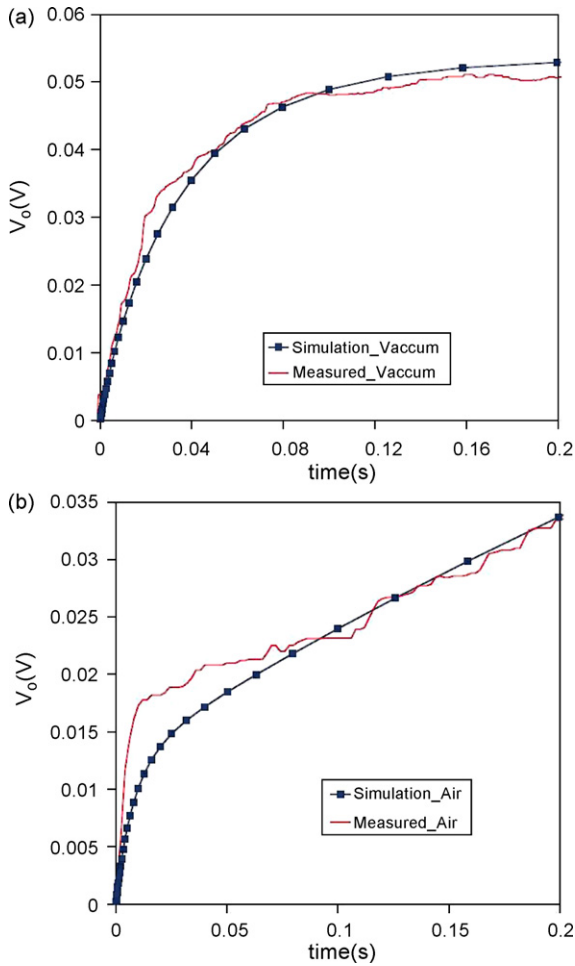 (a)
0.06
0.05
0.04
0.03
0.02
0.01
0
Vo(V)
Simulation_Vaccum
Measured_Vaccum
0 0.04 0.08 0.12 0.16 0.2
time(s)
(b)
0.035
0.03
0.025
0.02
0.015
0.01
0.005
0
Vo(V)
Simulation_Air
Measured_Air
0 0.05 0.1 0.15 0.2
time(s)